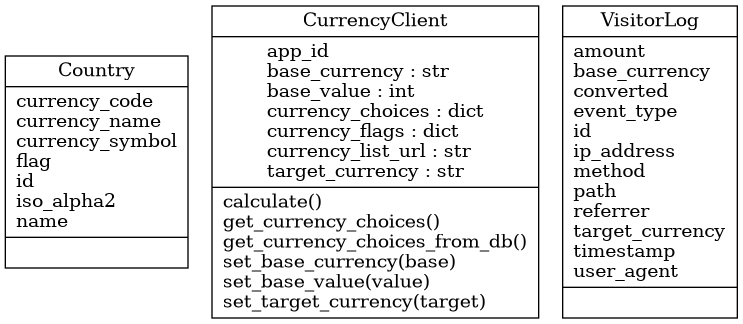 Country
currency_code
currency_name
currency_symbol
flag
id
iso_alpha2
name
CurrencyClient
app_id
base_currency : str
base_value : int
currency_choices : dict
currency_flags : dict
currency_list_url : str
target_currency : str
calculate()
get_currency_choices()
get_currency_choices_from_db()
set_base_currency(base)
set_base_value(value)
set_target_currency(target)
VisitorLog
amount
base_currency
converted
event_type
id
ip_address
method
path
referrer
target_currency
timestamp
user_agent